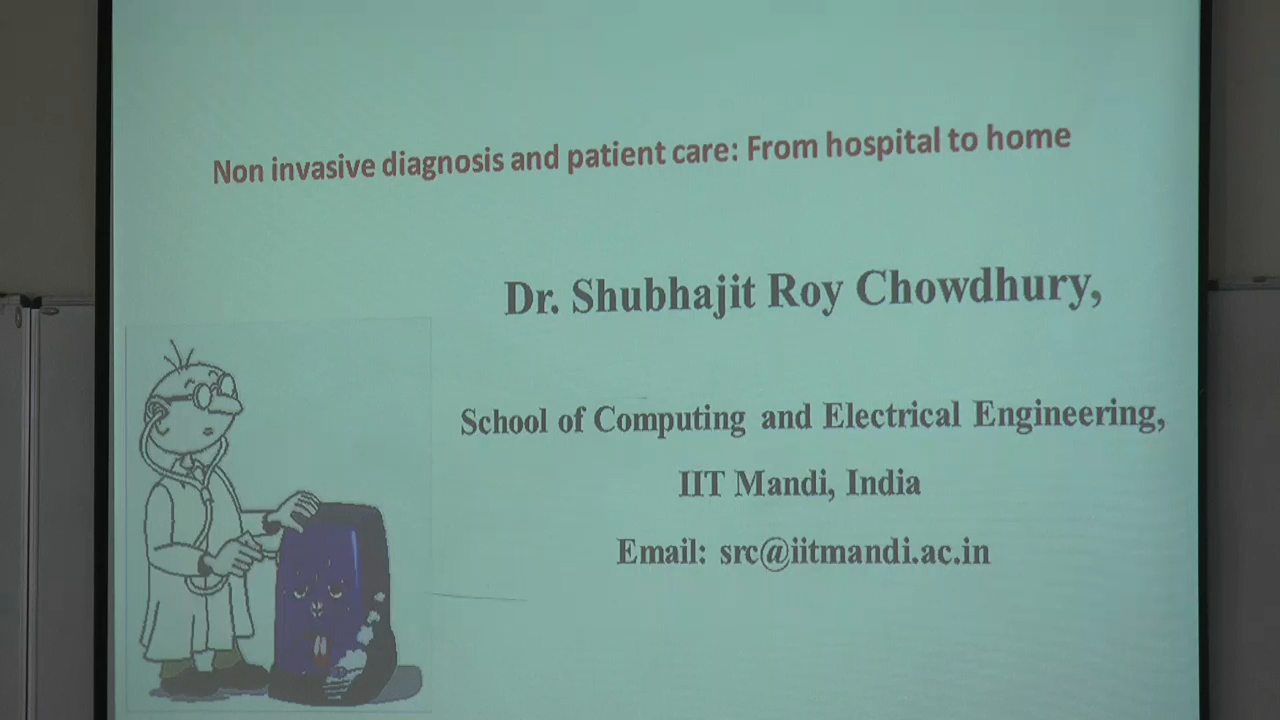 Non invasive diagnosis and patient care: From hospital to home
Dr. Shubhajit Roy Chowdhury,
School of Computing and Electrical Engineering,
IIT Mandi, India
Email: src@iitmandi.ac.in